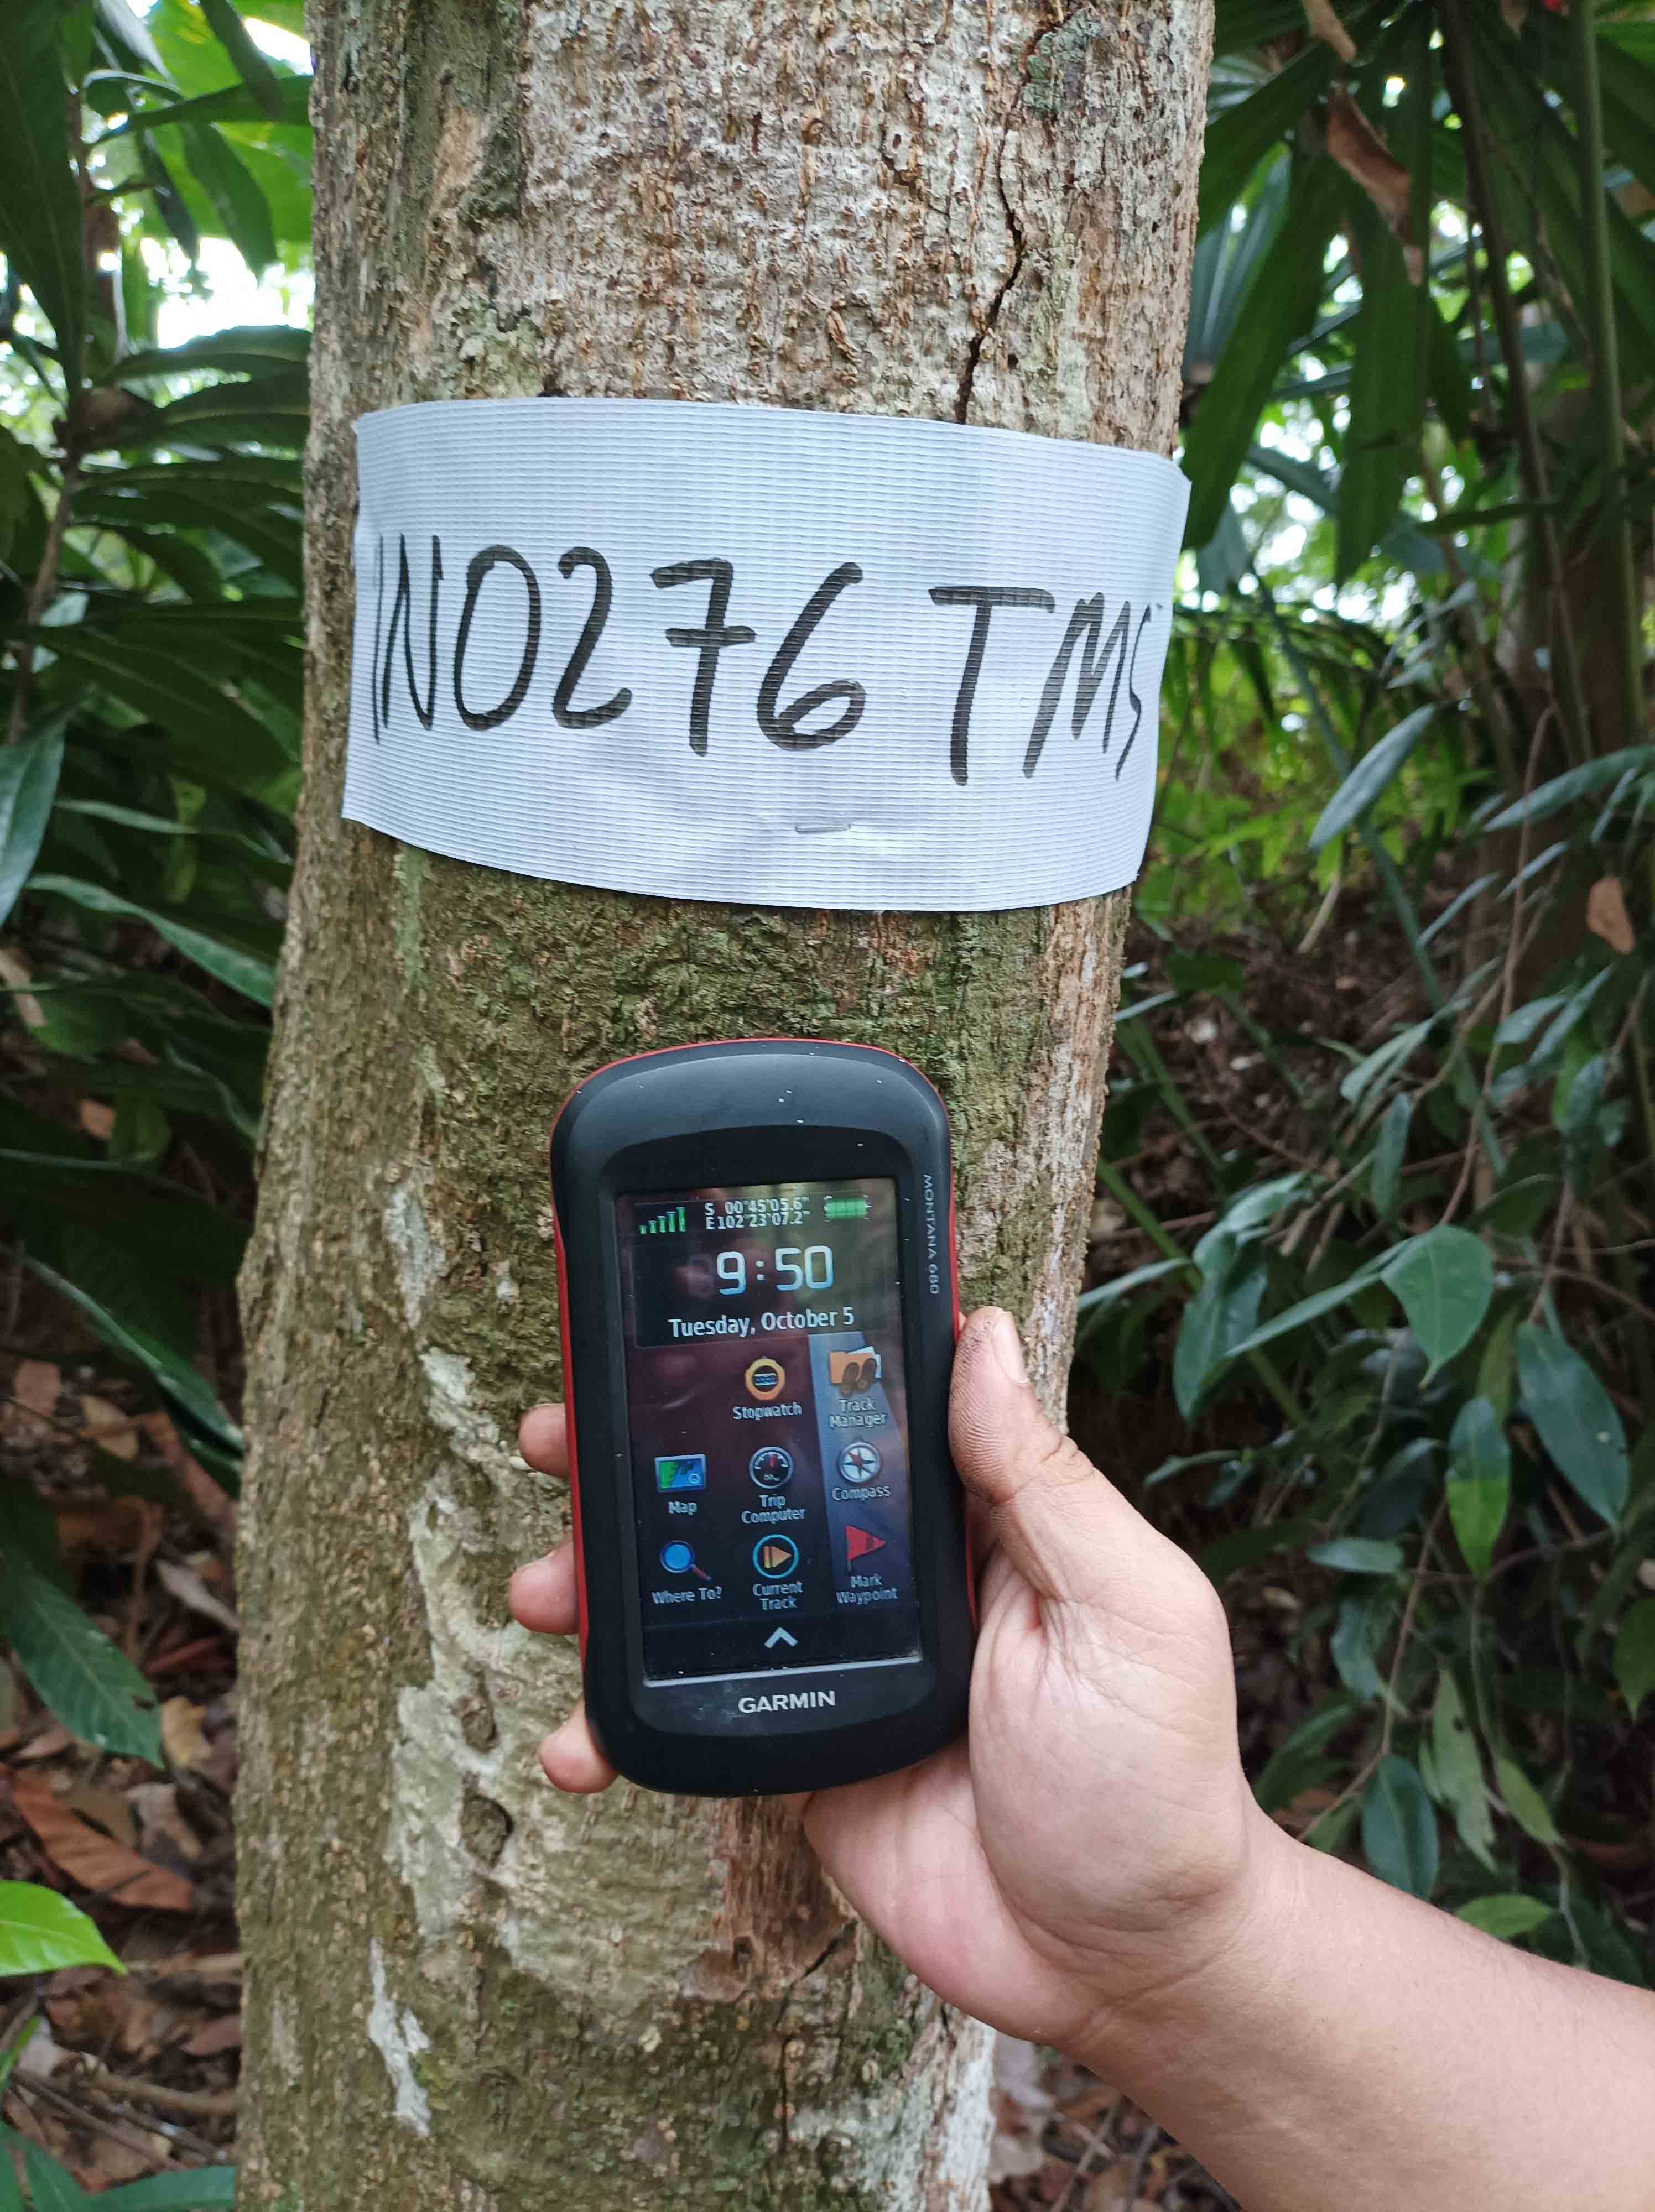 IN0276 TMS
S 00°45'05.6"
E102°23'07.2"
9:50
Tuesday, October 5
MONTANA 680
Stopwatch
Track
Manager
Map
Trip
Computer
Compass
Where To?
Current
Track
Mark
Waypoint
GARMIN